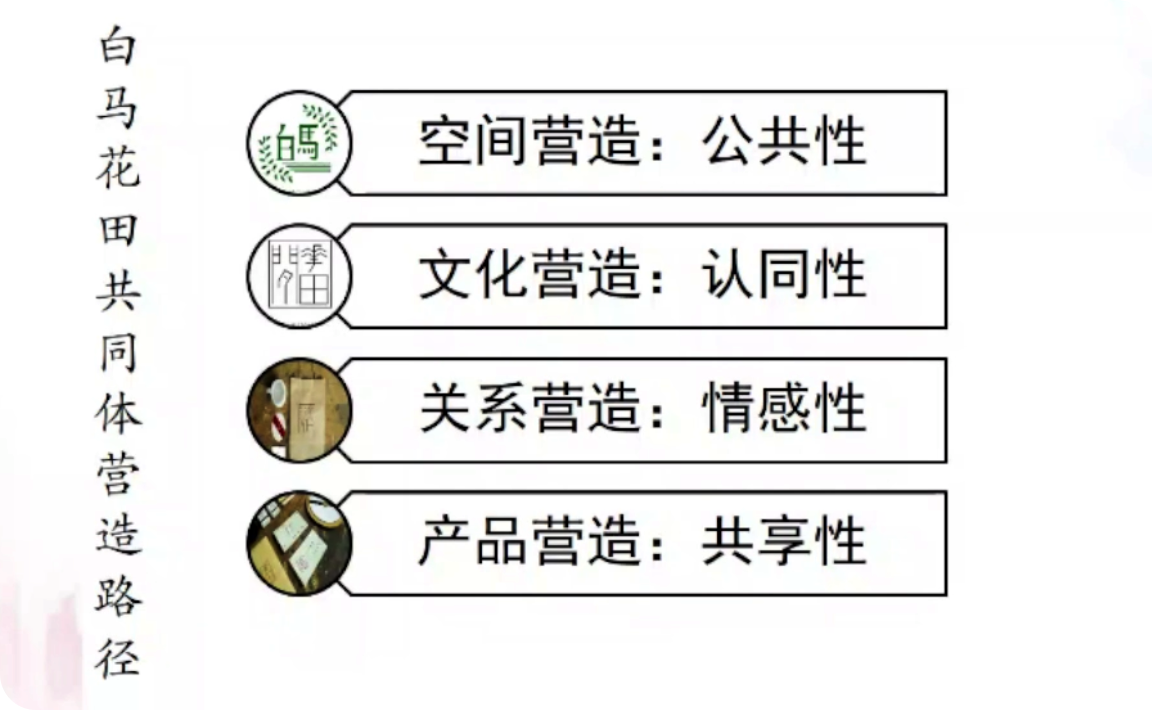 白马花田共同体营造路径
白馬
空间营造：公共性
文化营造：认同性
关系营造：情感性
产品营造：共享性